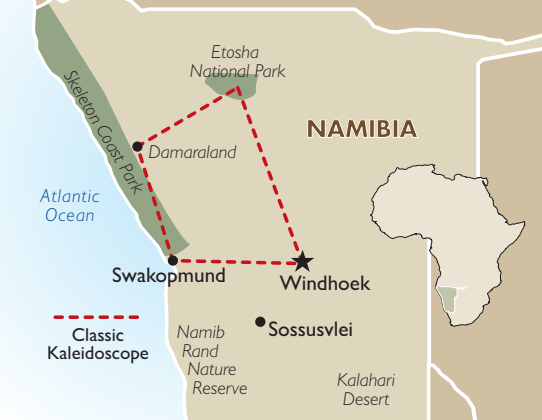 Etosha
National Park
NAMIBIA
Skeleton Coast Park
Damaraland
Atlantic
Ocean
Swakopmund
Windhoek
Classic
Kaleidoscope
Sossusvlei
Namib
Rand
Nature
Reserve
Kalahari
Desert